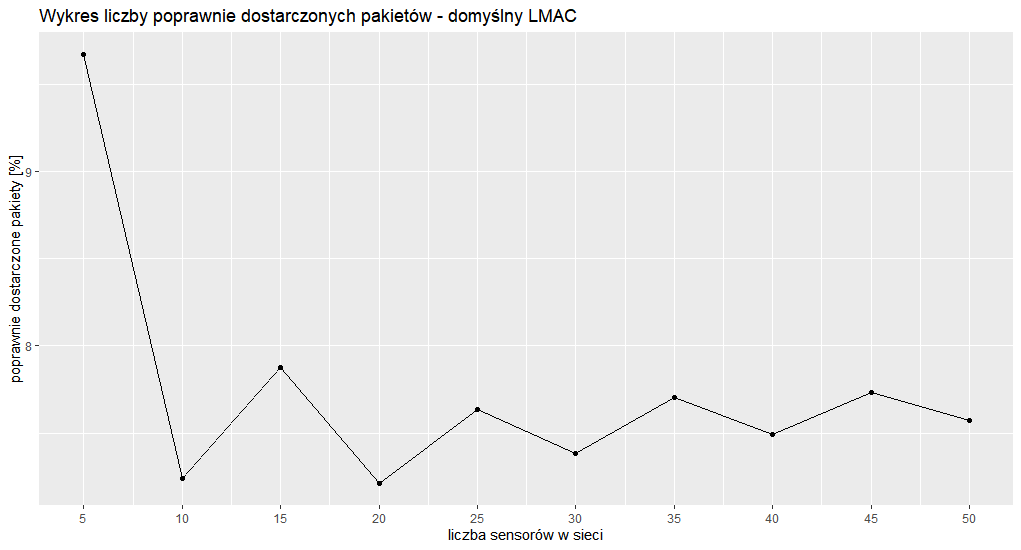 Wykres liczby poprawnie dostarczonych pakietów - domyślny LMAC
poprawnie dostarczone pakiety [%]
9
8
5 10 15 20 25 30 35 40 45 50
liczba sensorów w sieci